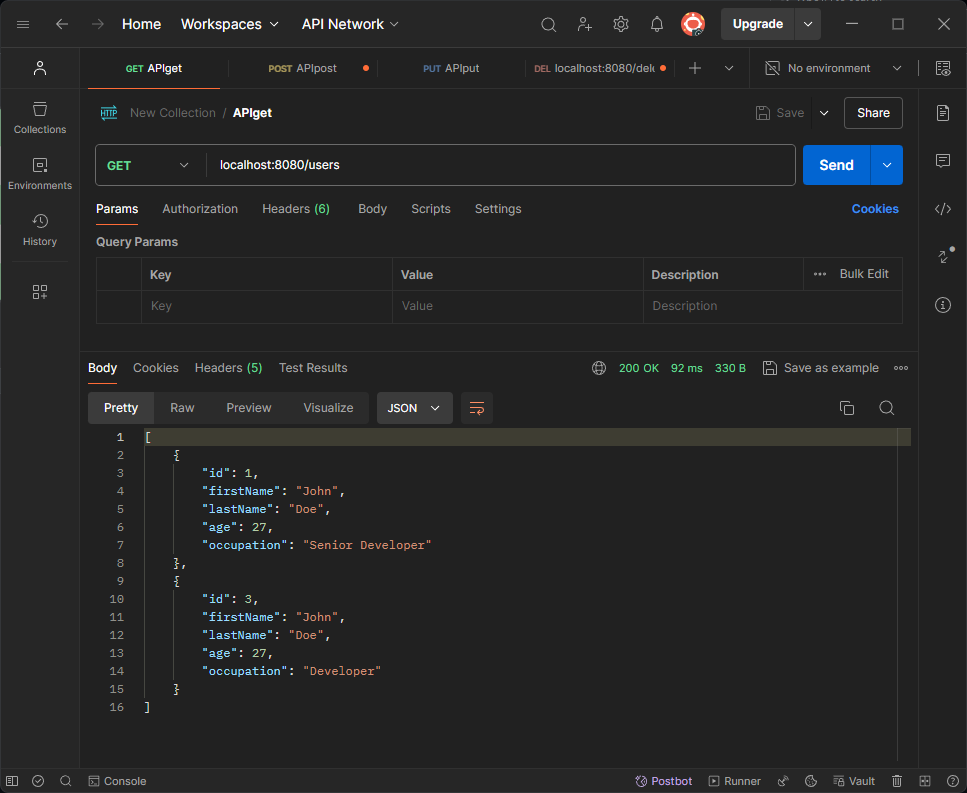 Home Workspaces API Network Upgrade
GET APIget POST APIpost PUT APIput DEL localhost:8080/dele No environment
Collections
Environments
History
HTTP New Collection / APIget Save Share
GET localhost:8080/users Send
Params Authorization Headers (6) Body Scripts Settings Cookies
Query Params
Key Value Description ••• Bulk Edit
Key Value Description
Body Cookies Headers (5) Test Results 200 OK 92 ms 330 B Save as example
Pretty Raw Preview Visualize JSON
1 [
2 {
3 "id": 1,
4 "firstName": "John",
5 "lastName": "Doe",
6 "age": 27,
7 "occupation": "Senior Developer"
8 },
9 {
10 "id": 3,
11 "firstName": "John",
12 "lastName": "Doe",
13 "age": 27,
14 "occupation": "Developer"
15 }
16 ]
Console Postbot Runner Vault